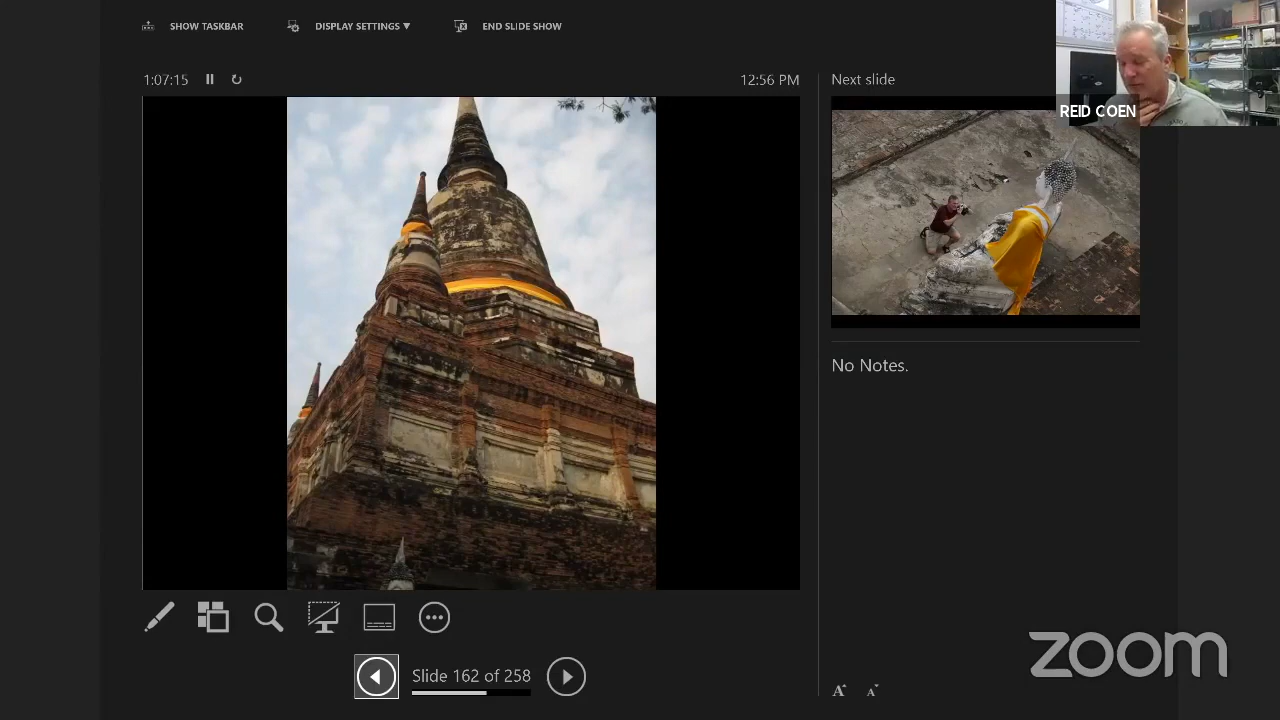 SHOW TASKBAR
DISPLAY SETTINGS ▼
END SLIDE SHOW
1:07:15
12:56 PM
Next slide
REID COEN
No Notes.
Slide 162 of 258
A A
zoom